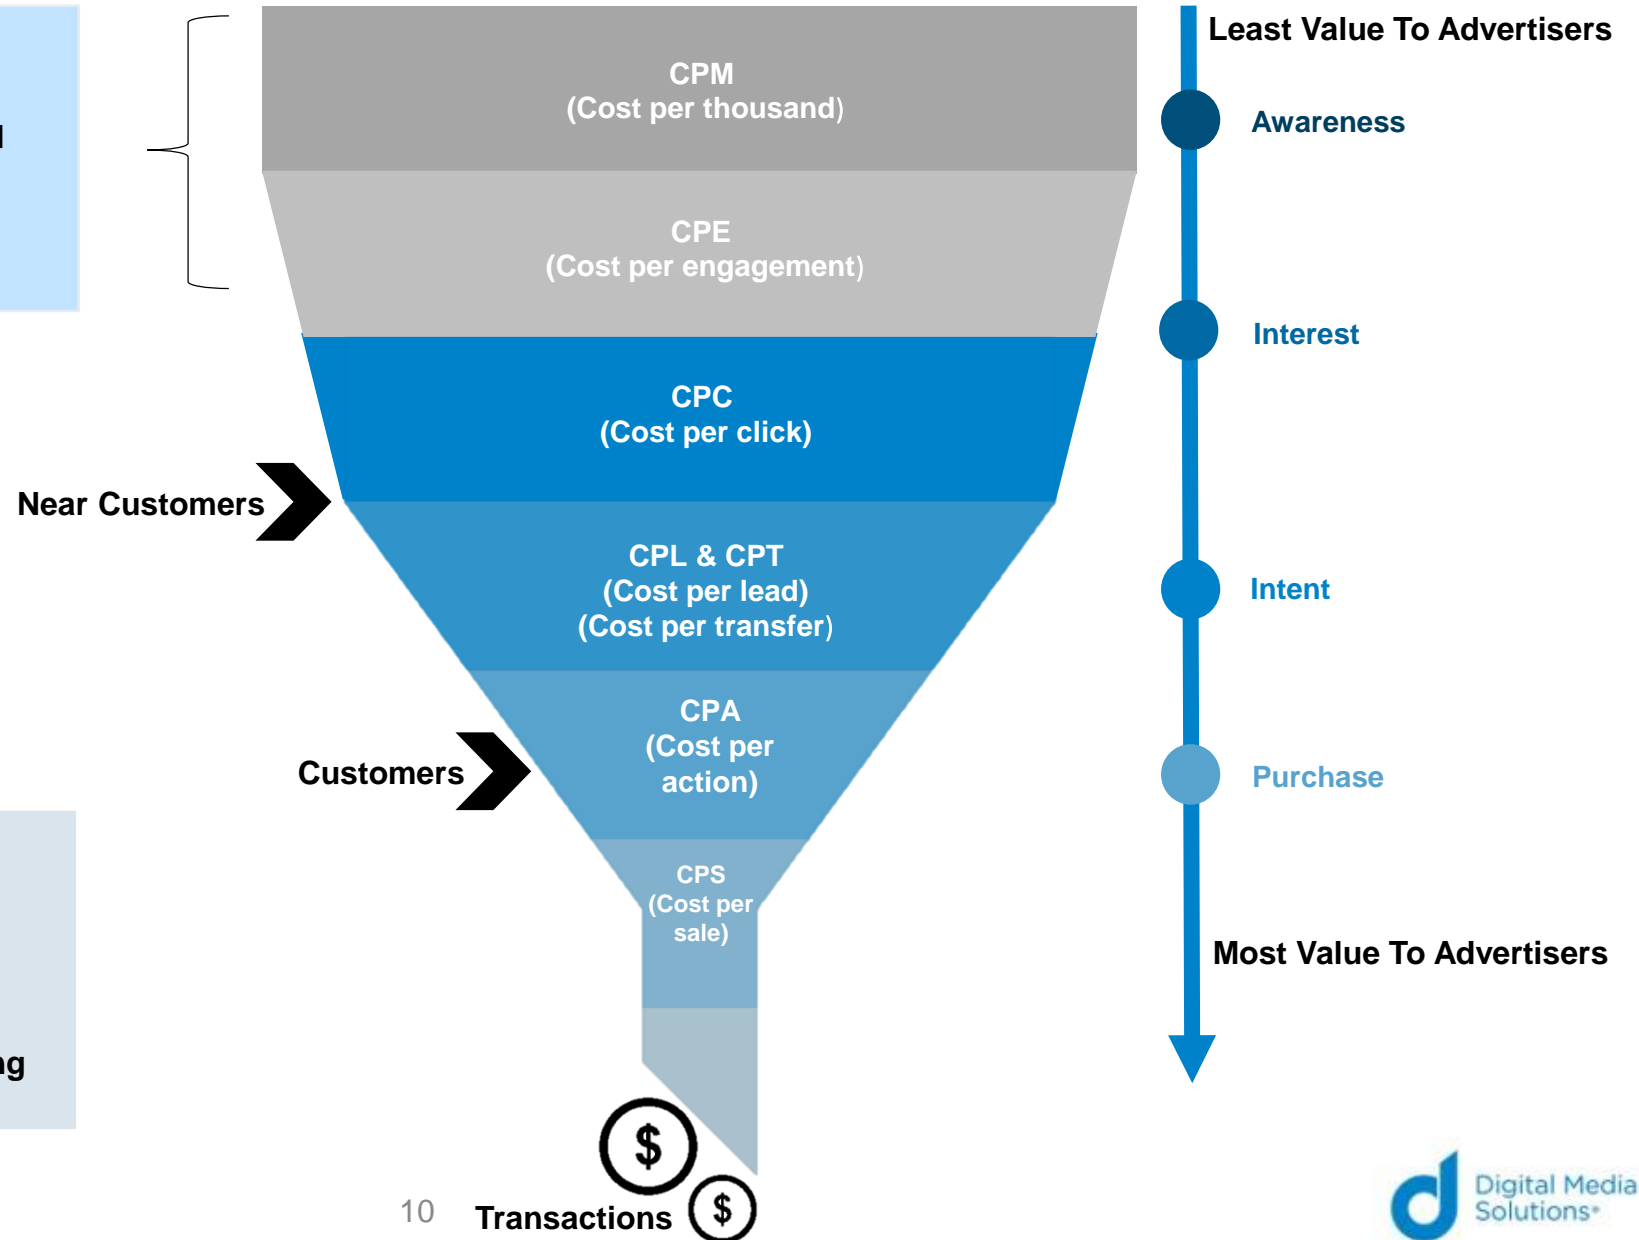 Least Value To Advertisers
CPM
(Cost per thousand)
Awareness
CPE
(Cost per engagement)
Interest
CPC
(Cost per click)
Near Customers
CPL & CPT
(Cost per lead)
(Cost per transfer)
Intent
CPA
(Cost per
action)
Customers
Purchase
CPS
(Cost per
sale)
Most Value To Advertisers
$
$
10
Transactions
Digital Media
Solutions